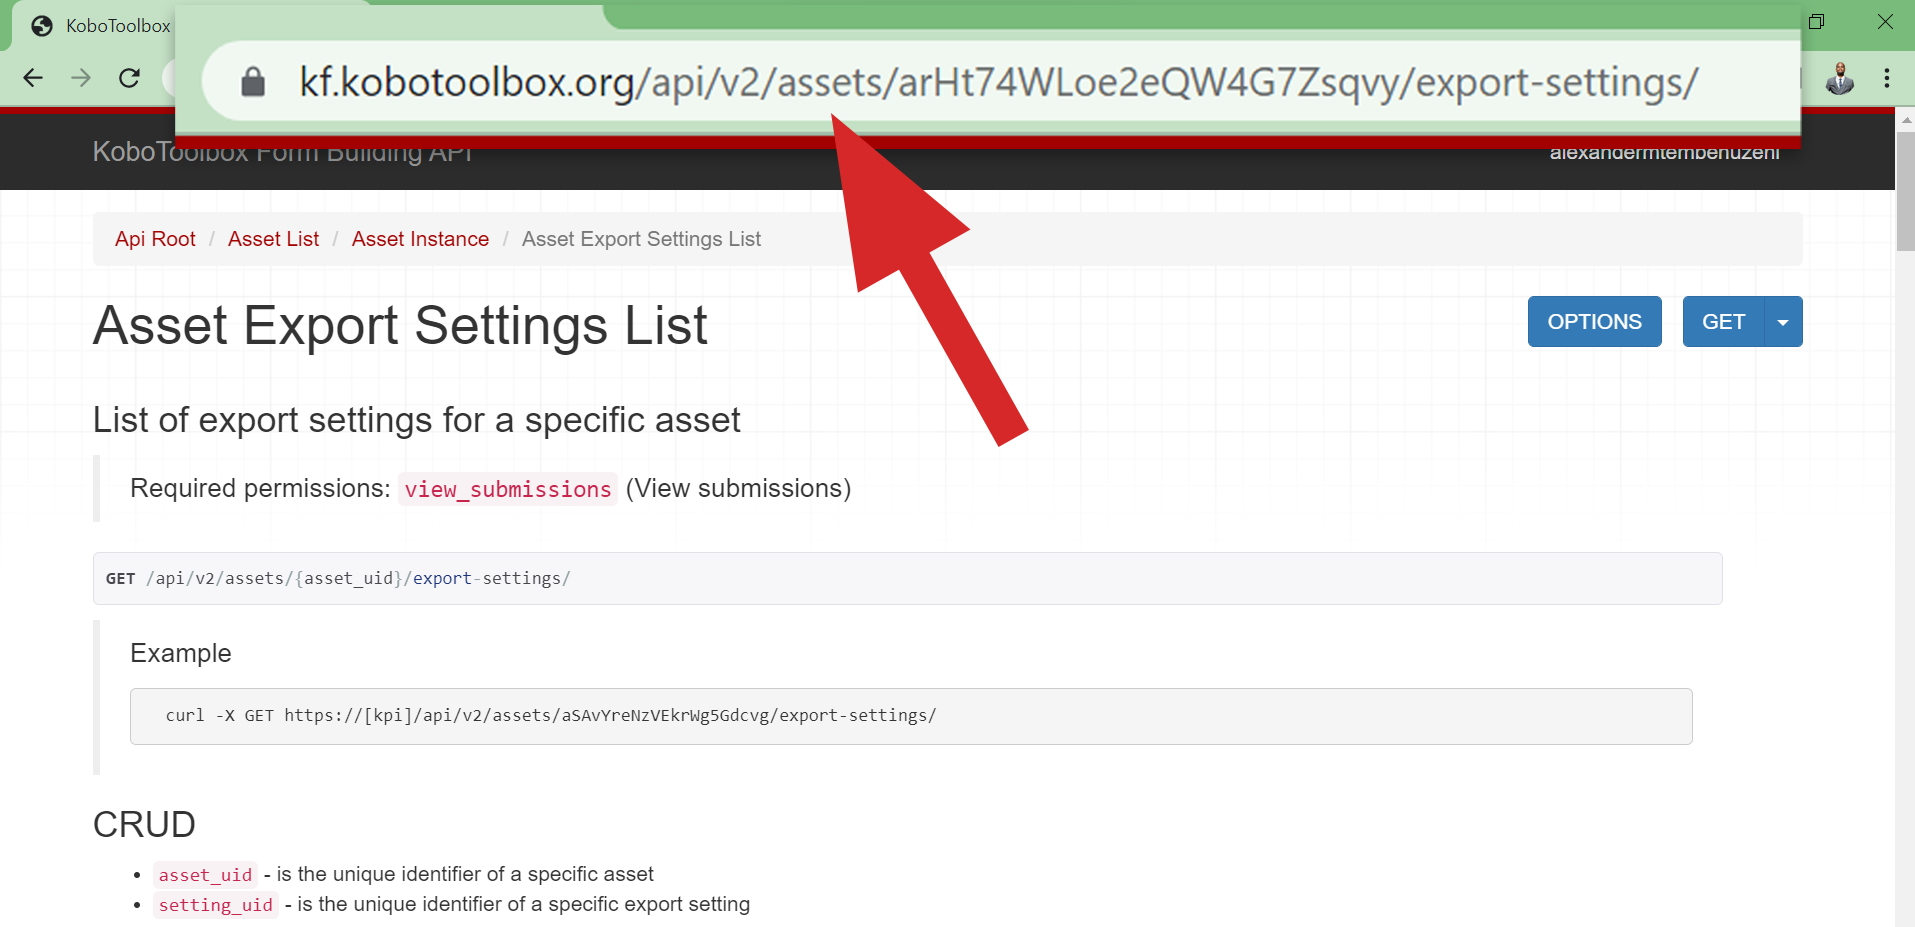 KoboToolbox
kf.kobotoolbox.org/api/v2/assets/arHt74WLoe2eQW4G7Zsqvy/export-settings/
KoboToolbox Form Building API
alexandermtembenuzeni
Api Root / Asset List / Asset Instance / Asset Export Settings List
Asset Export Settings List
OPTIONS GET
List of export settings for a specific asset
Required permissions: view_submissions (View submissions)
GET /api/v2/assets/{asset_uid}/export-settings/
Example
curl -X GET https://[kpi]/api/v2/assets/aSAvYreNzVEkrWg5Gdcvg/export-settings/
CRUD
• asset_uid - is the unique identifier of a specific asset
• setting_uid - is the unique identifier of a specific export setting